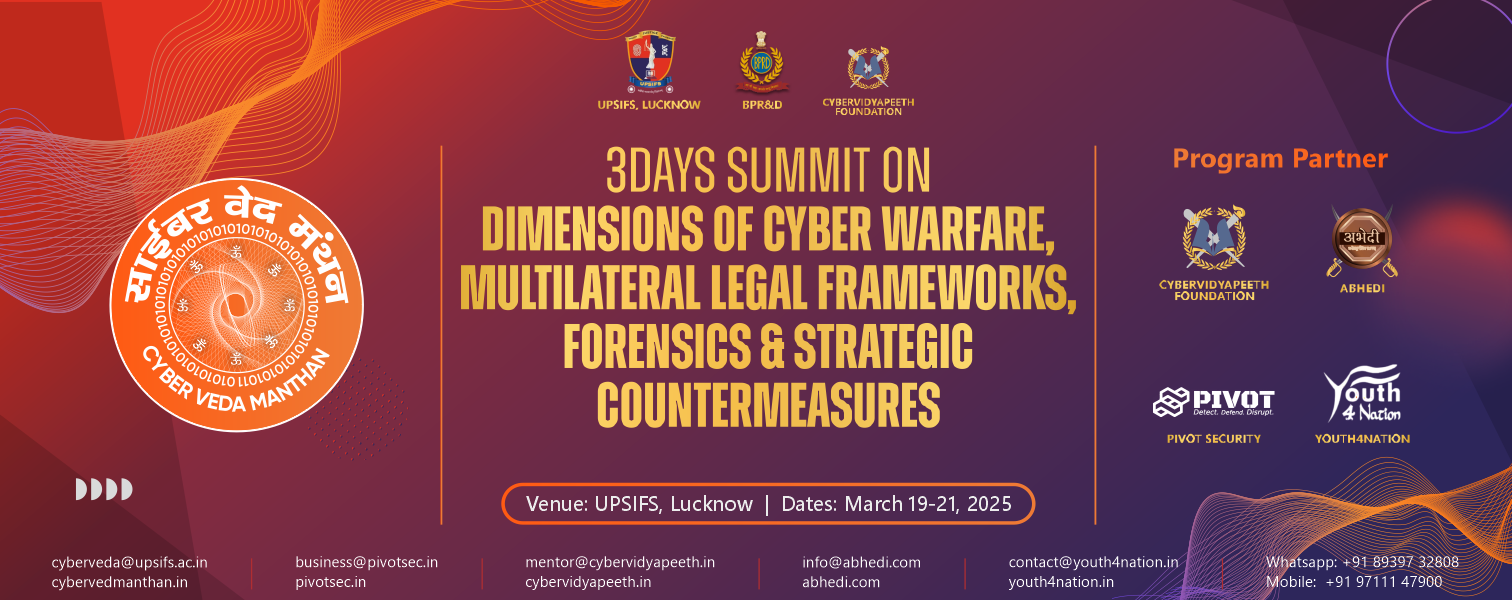 UPSIFS
UPSIFS, LUCKNOW
BPRD
BPR&D
CYBERVIDYAPEETH
FOUNDATION
साईबर वेद मंथन
CYBER VEDA MANTHAN
3DAYS SUMMIT ON
DIMENSIONS OF CYBER WARFARE,
MULTILATERAL LEGAL FRAMEWORKS,
FORENSICS & STRATEGIC
COUNTERMEASURES
Venue: UPSIFS, Lucknow | Dates: March 19-21, 2025
Program Partner
CYBERVIDYAPEETH
FOUNDATION
अभेदी
ABHEDI
PIVOT
Detect. Defend. Disrupt.
PIVOT SECURITY
Youth
4 Nation
YOUTH4NATION
cyberveda@upsifs.ac.in
cybervedmanthan.in
business@pivotsec.in
pivotsec.in
mentor@cybervidyapeeth.in
cybervidyapeeth.in
info@abhedi.com
abhedi.com
contact@youth4nation.in
youth4nation.in
Whatsapp: +91 89397 32808
Mobile: +91 97111 47900